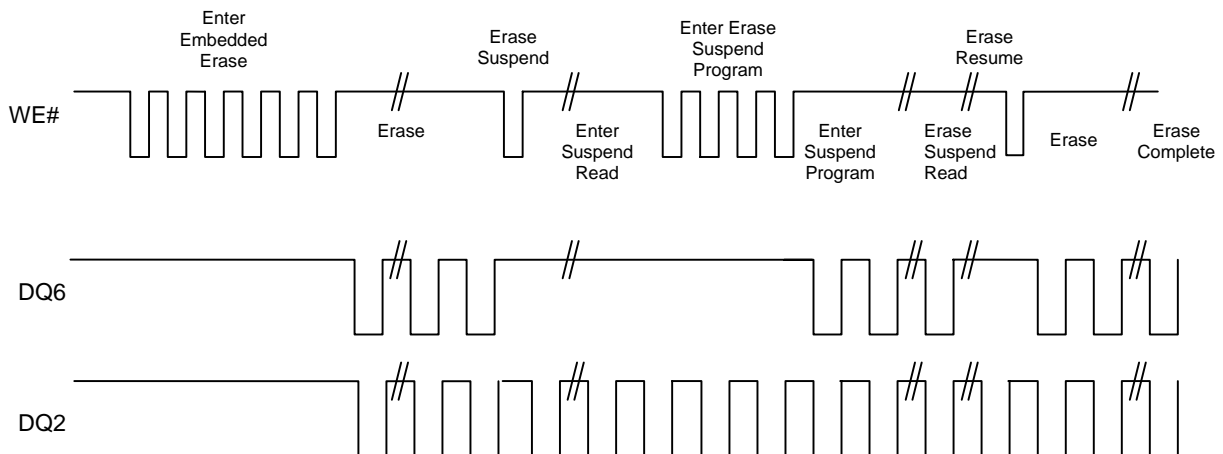 Enter
Embedded
Erase
Erase
Suspend
Enter Erase
Suspend
Program
Erase
Resume
WE#
Erase
Enter
Suspend
Read
Enter
Suspend
Program
Erase
Suspend
Read
Erase
Erase
Complete
DQ6
DQ2